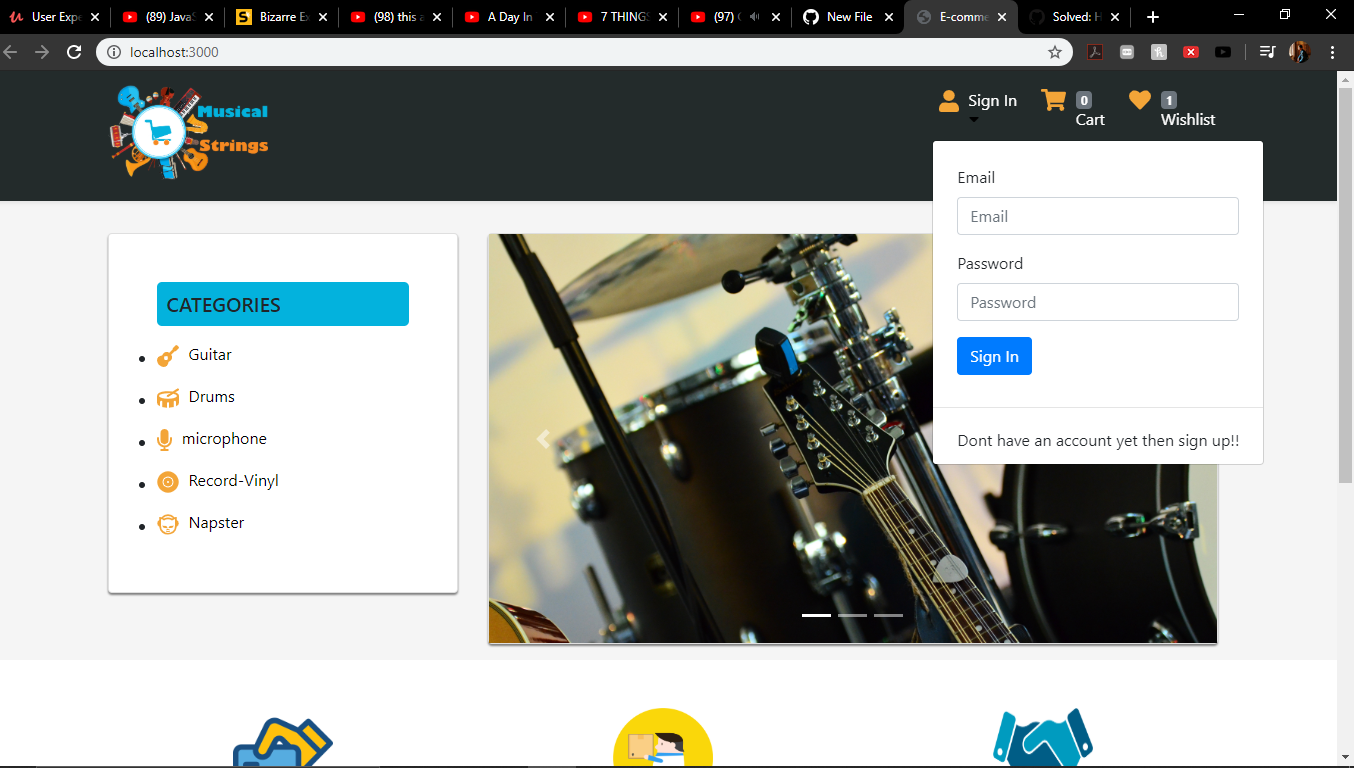 User Expe
(89) JavaS
Bizarre Ex
(98) this a
A Day In
7 THINGS
(97)
New File
E-comme
Solved: H
localhost:3000
Musical
Strings
Sign In
0
Cart
1
Wishlist
Email
Email
Password
Password
Sign In
Dont have an account yet then sign up!!
CATEGORIES
Guitar
Drums
microphone
Record-Vinyl
Napster